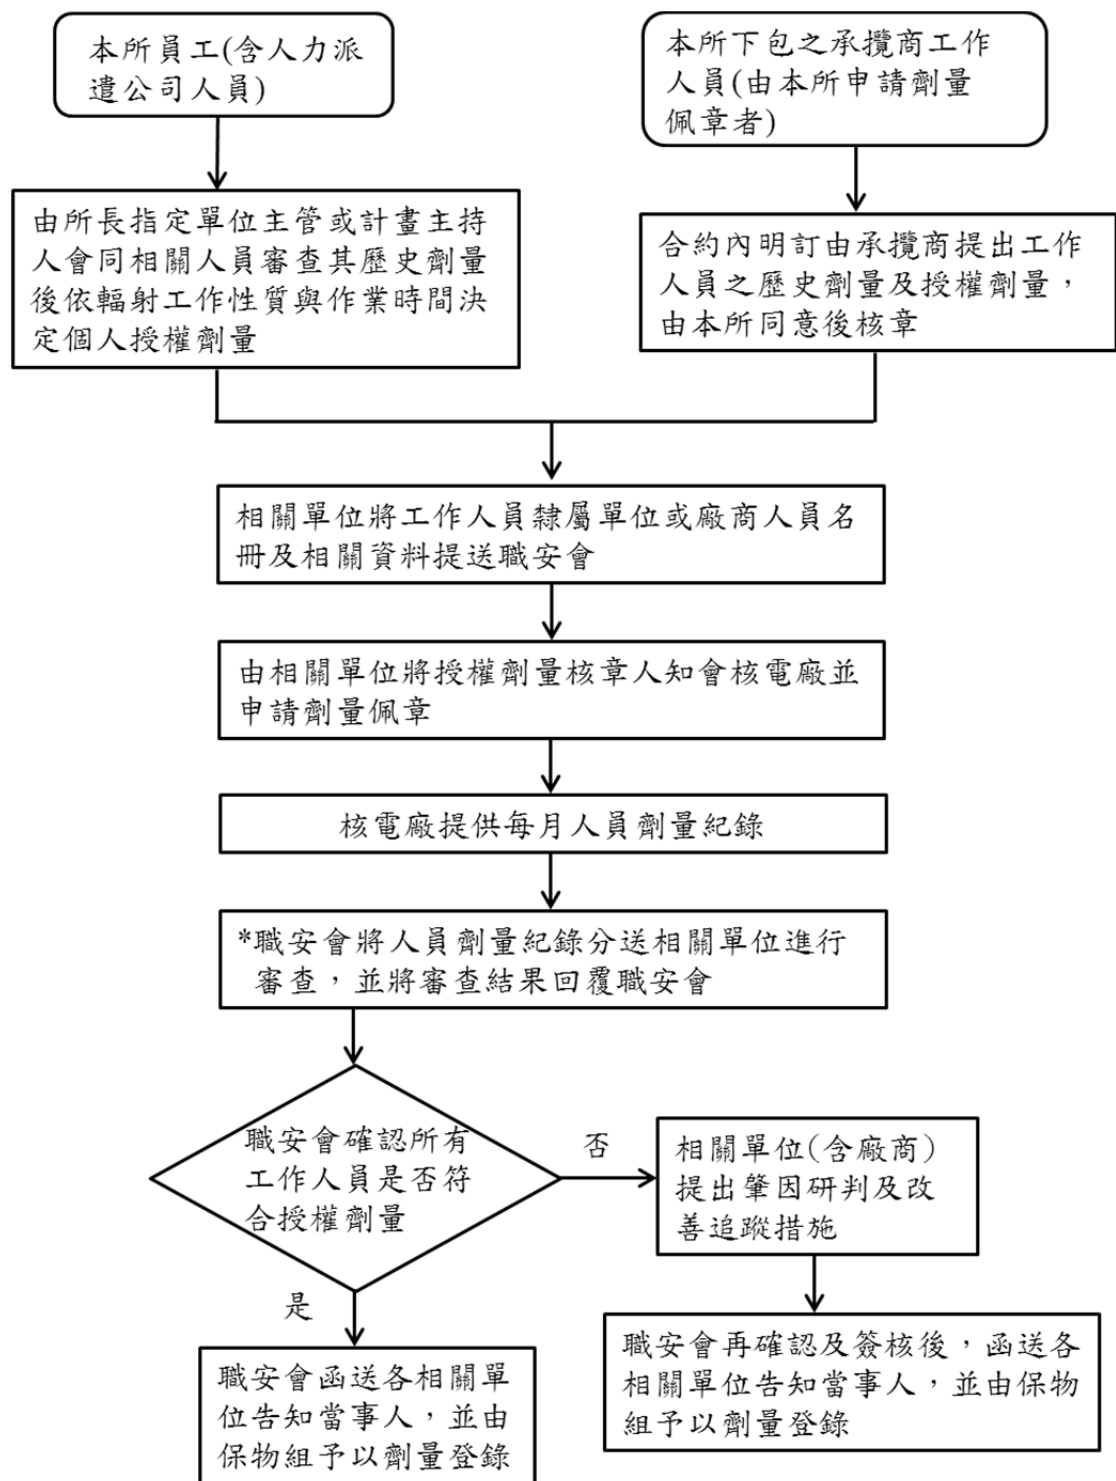 本所員工(含人力派
遣公司人員)
本所下包之承攬商工作
人員(由本所申請劑量
佩章者)
由所長指定單位主管或計畫主持
人會同相關人員審查其歷史劑量
後依輻射工作性質與作業時間決
定個人授權劑量
合約內明訂由承攬商提出工作
人員之歷史劑量及授權劑量，
由本所同意後核章
相關單位將工作人員隸屬單位或廠商人員名
冊及相關資料提送職安會
由相關單位將授權劑量核章人知會核電廠並
申請劑量佩章
核電廠提供每月人員劑量紀錄
*職安會將人員劑量紀錄分送相關單位進行
審查，並將審查結果回覆職安會
職安會確認所有
工作人員是否符
合授權劑量
否
相關單位(含廠商)
提出肇因研判及改
善追蹤措施
是
職安會函送各相關單
位告知當事人，並由
保物組予以劑量登錄
職安會再確認及簽核後，函送各
相關單位告知當事人，並由保物
組予以劑量登錄